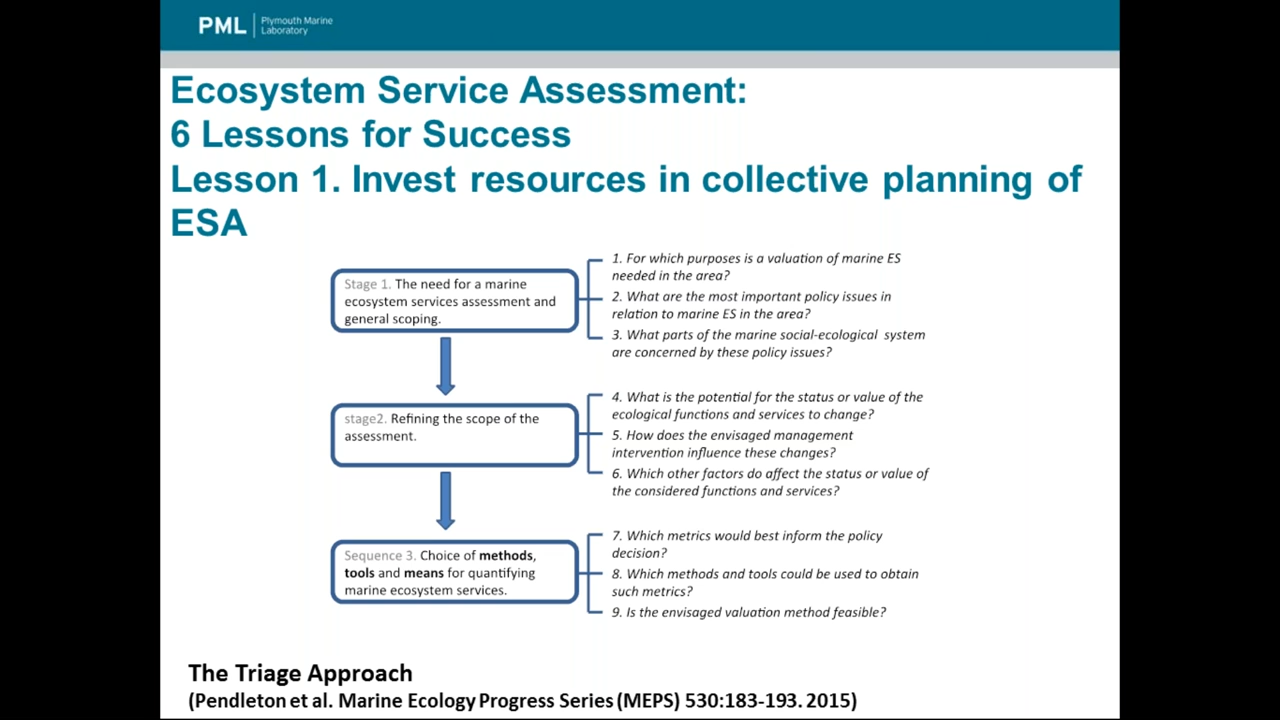 PML
Plymouth Marine
Laboratory
Ecosystem Service Assessment:
6 Lessons for Success
Lesson 1. Invest resources in collective planning of
ESA
Stage 1. The need for a marine
ecosystem services assessment and
general scoping.
1. For which purposes is a valuation of marine ES
needed in the area?
2. What are the most important policy issues in
relation to marine ES in the area?
3. What parts of the marine social-ecological system
are concerned by these policy issues?
stage2. Refining the scope of the
assessment.
4. What is the potential for the status or value of the
ecological functions and services to change?
5. How does the envisaged management
intervention influence these changes?
6. Which other factors do affect the status or value of
the considered functions and services?
Sequence 3. Choice of methods,
tools and means for quantifying
marine ecosystem services.
7. Which metrics would best inform the policy
decision?
8. Which methods and tools could be used to obtain
such metrics?
9. Is the envisaged valuation method feasible?
The Triage Approach
(Pendleton et al. Marine Ecology Progress Series (MEPS) 530:183-193. 2015)